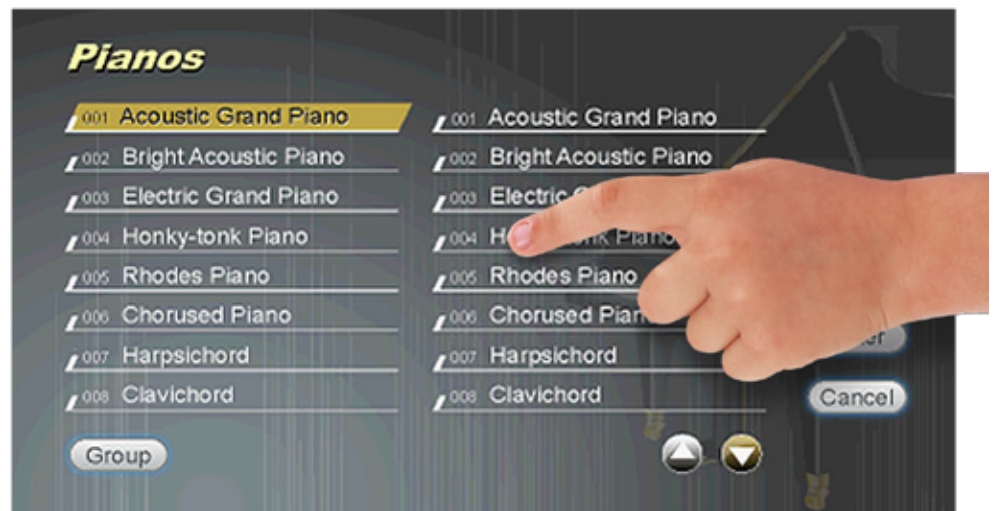 Pianos
001 Acoustic Grand Piano
002 Bright Acoustic Piano
003 Electric Grand Piano
004 Honky-tonk Piano
005 Rhodes Piano
006 Chorused Piano
007 Harpsichord
008 Clavichord
001 Acoustic Grand Piano
002 Bright Acoustic Piano
003 Electric
004 Piano
005 Rhodes Piano
006 Chorused
007 Harpsichord
008 Clavichord
Cancel
Group